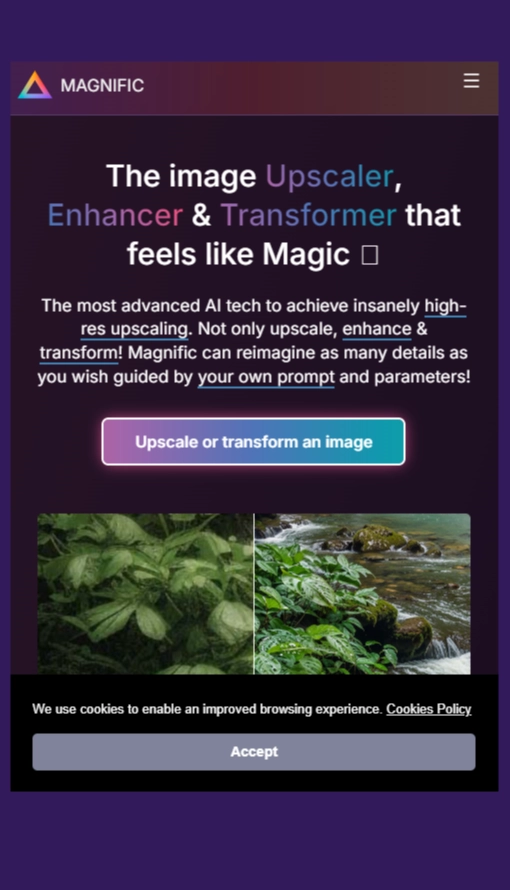 MAGNIFIC
The image Upscaler,
Enhancer & Transformer that
feels like Magic
The most advanced AI tech to achieve insanely high-
res upscaling. Not only upscale, enhance &
transform! Magnific can reimagine as many details as
you wish guided by your own prompt and parameters!
Upscale or transform an image
We use cookies to enable an improved browsing experience. Cookies Policy
Accept